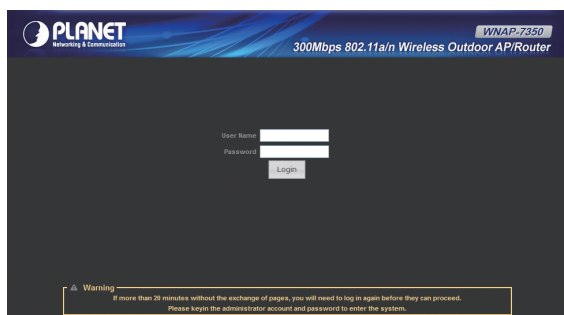 PLANET
Networking & Communication
WNAP-7350
300Mbps 802.11a/n Wireless Outdoor AP/Router
User Name
Password
Login
Warning
If more than 20 minutes without the exchange of pages, you will need to log in again before they can proceed.
Please keyin the administrator account and password to enter the system.